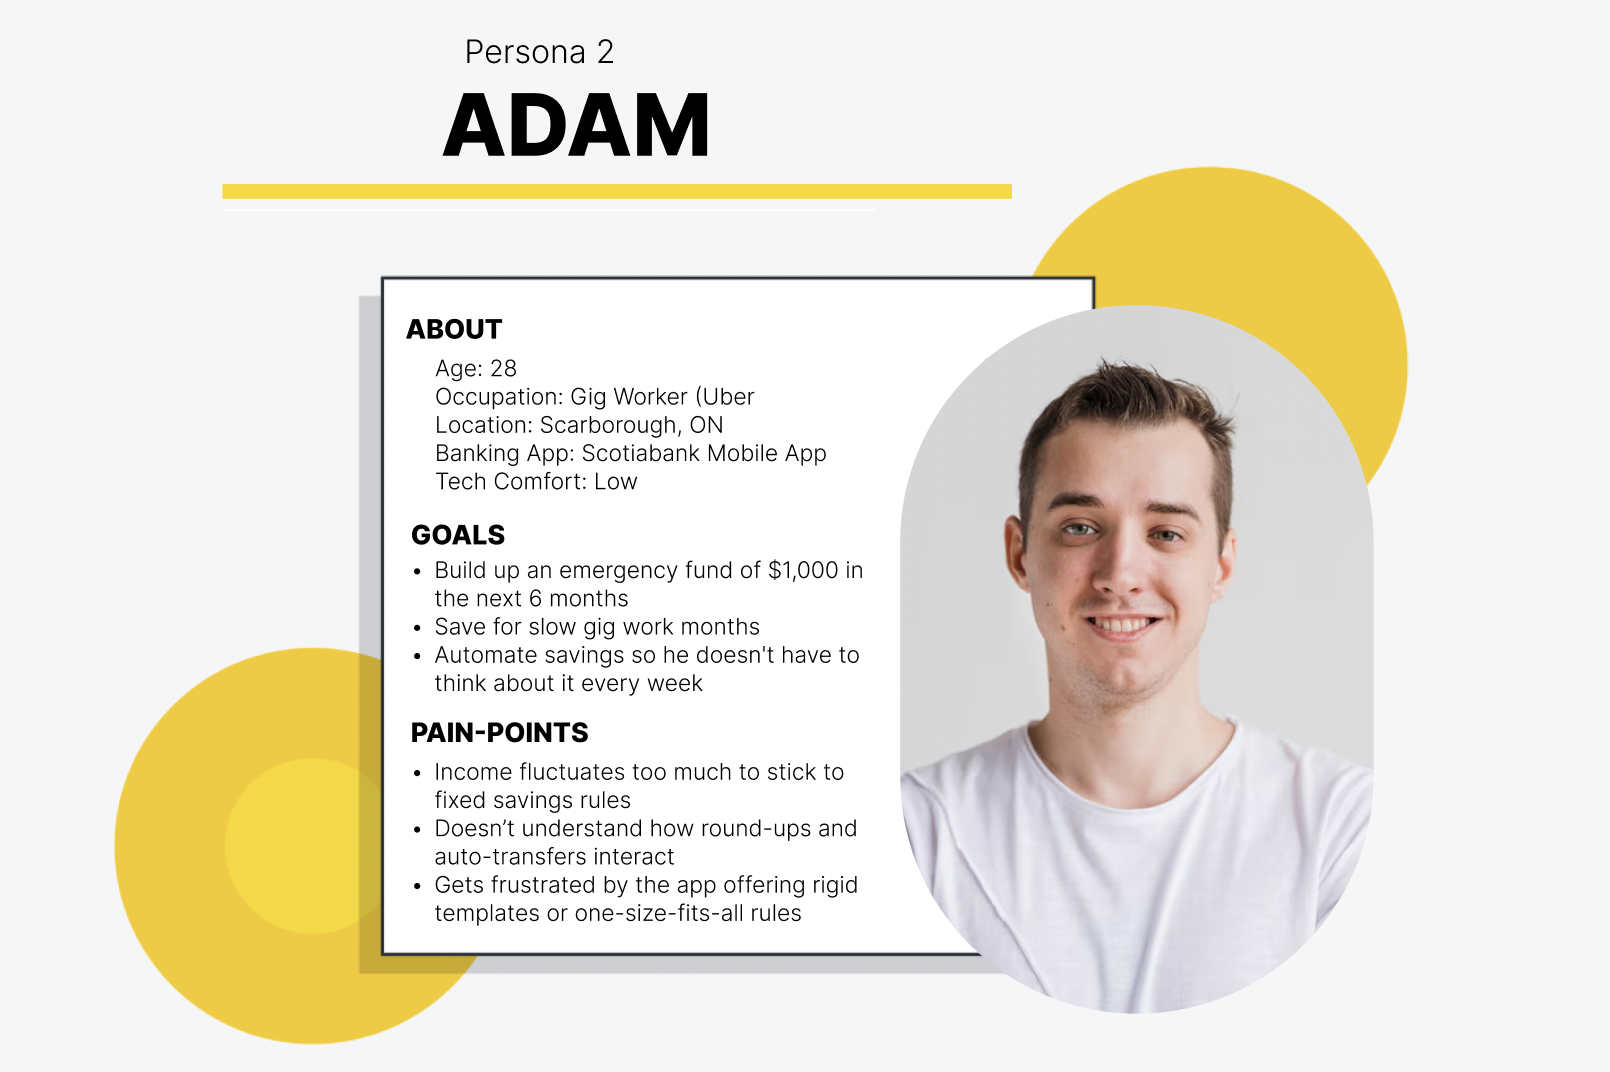 Persona 2
ADAM
ABOUT
Age: 28
Occupation: Gig Worker (Uber
Location: Scarborough, ON
Banking App: Scotiabank Mobile App
Tech Comfort: Low
GOALS
• Build up an emergency fund of $1,000 in
the next 6 months
• Save for slow gig work months
• Automate savings so he doesn't have to
think about it every week
PAIN-POINTS
• Income fluctuates too much to stick to
fixed savings rules
• Doesn’t understand how round-ups and
auto-transfers interact
• Gets frustrated by the app offering rigid
templates or one-size-fits-all rules